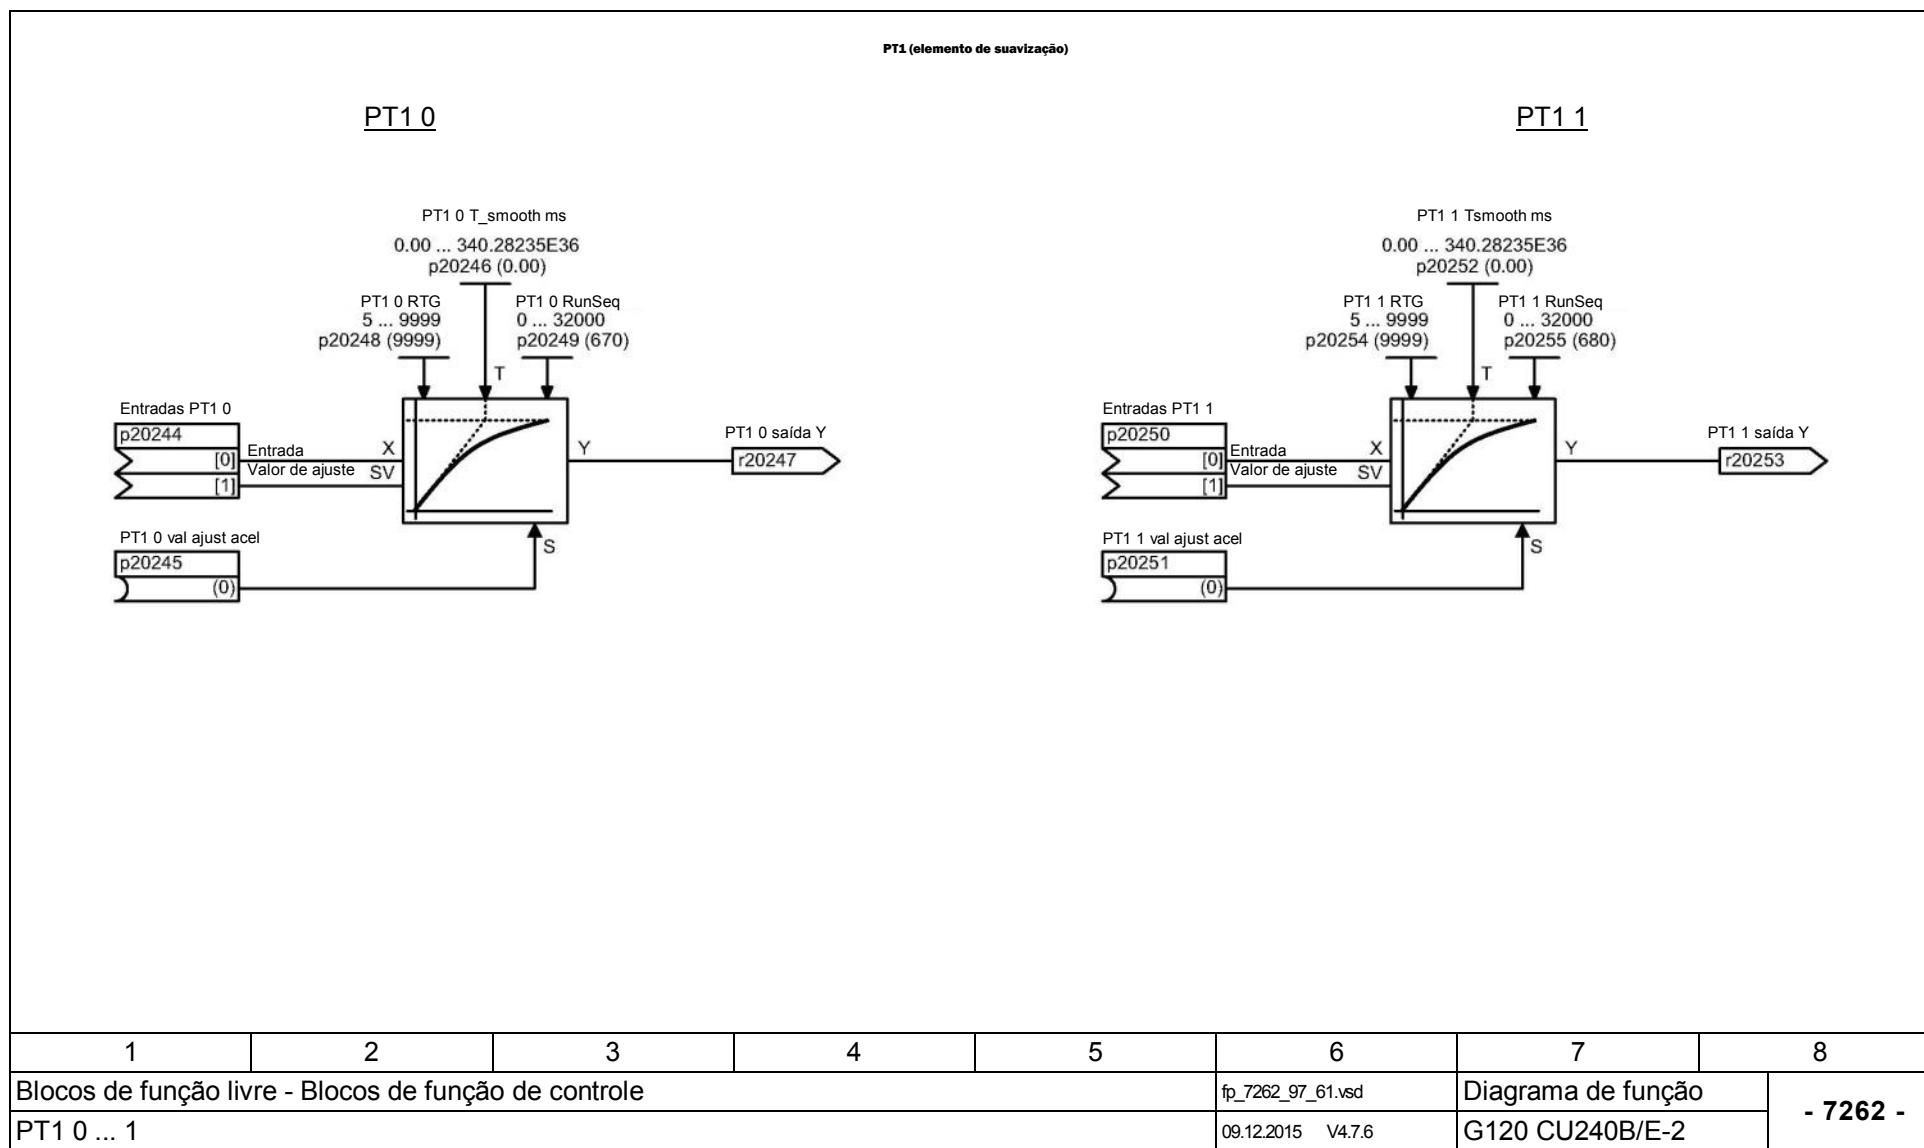 PT1 (elemento de suavização)
PT1 0
PT1 0 T_smooth ms
0.00 ... 340.28235E36
p20246 (0.00)
PT1 0 RTG
5 ... 9999
p20248 (9999)
PT1 0 RunSeq
0 ... 32000
p20249 (670)
T
Entradas PT1 0
p20244
[0]
[1]
Entrada
Valor de ajuste
X
SV
Y
PT1 0 saída Y
r20247
PT1 0 val ajust acel
p20245
(0)
S
PT1 1
PT1 1 Tsmooth ms
0.00 ... 340.28235E36
p20252 (0.00)
PT1 1 RTG
5 ... 9999
p20254 (9999)
PT1 1 RunSeq
0 ... 32000
p20255 (680)
T
Entradas PT1 1
p20250
[0]
[1]
Entrada
Valor de ajuste
X
SV
Y
PT1 1 saída Y
r20253
PT1 1 val ajust acel
p20251
(0)
S
1 2 3 4 5 6 7 8
Blocos de função livre - Blocos de função de controle
fp_7262_97_61.vsd
Diagrama de função
- 7262 -
PT1 0 ... 1
09.12.2015 V4.7.6
G120 CU240B/E-2